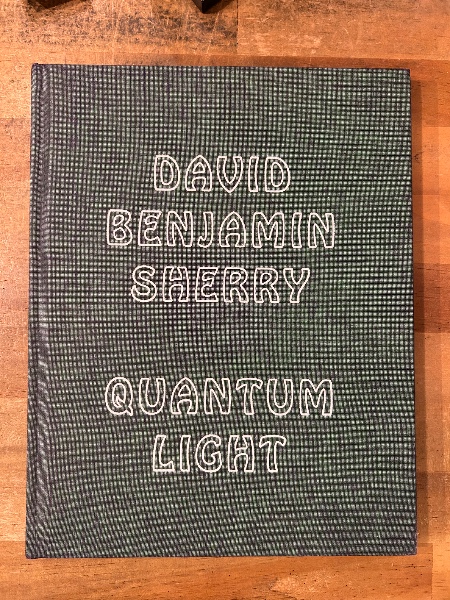 DAVID
BENJAMIN
SHERRY
QUANTUM
LIGHT